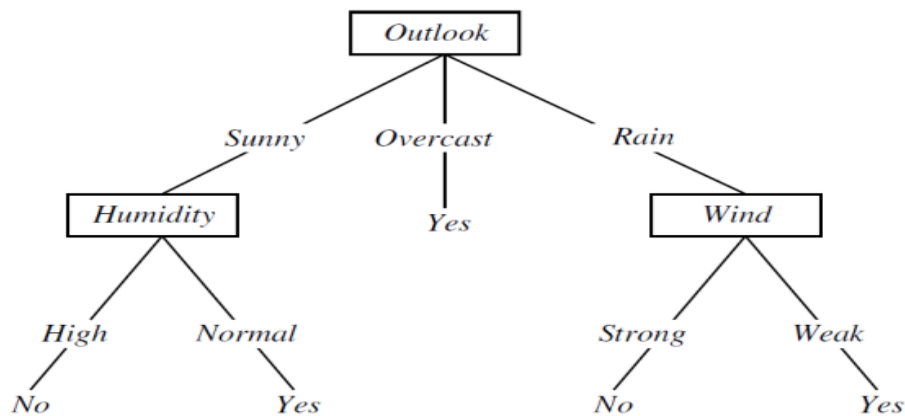 Outlook
Sunny Overcast Rain
Humidity Yes Wind
High Normal Strong Weak
No Yes No Yes